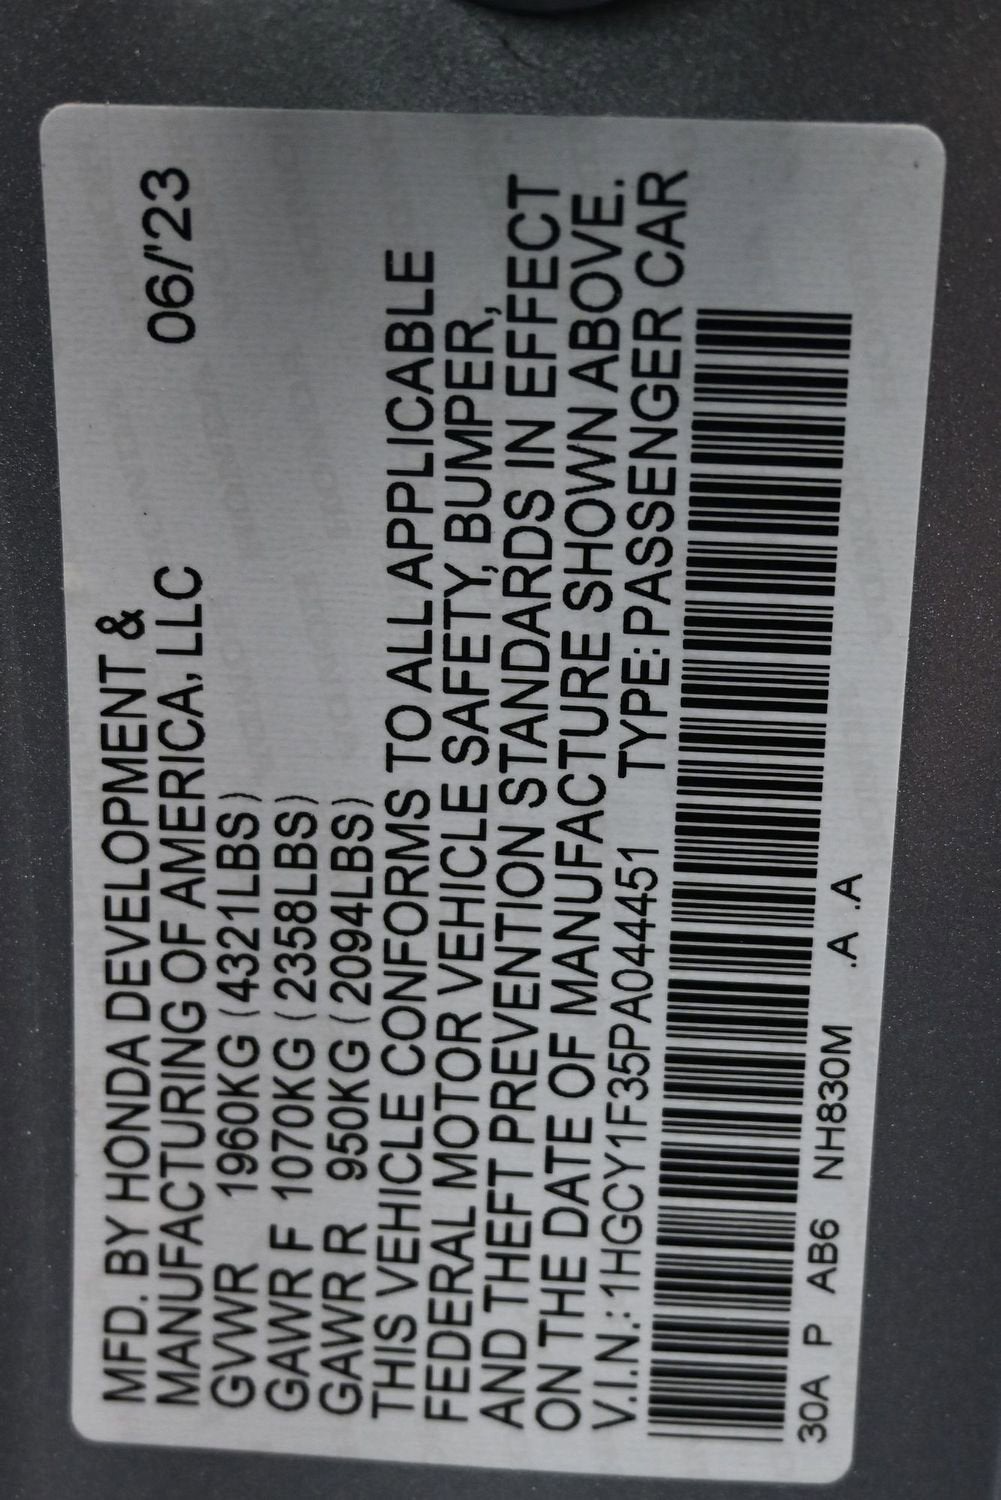 MFD. BY HONDA DEVELOPMENT &
MANUFACTURING OF AMERICA, LLC 06/'23
GVWR 1960KG (4321LBS)
GAWR F 1070KG (2358LBS)
GAWR R 950KG (2094LBS)
THIS VEHICLE CONFORMS TO ALL APPLICABLE
FEDERAL MOTOR VEHICLE SAFETY, BUMPER,
AND THEFT PREVENTION STANDARDS IN EFFECT
ON THE DATE OF MANUFACTURE SHOWN ABOVE.
V.I.N.: 1HGCY1F35PA044451 TYPE: PASSENGER CAR
30A P AB6 NH830M .A .A